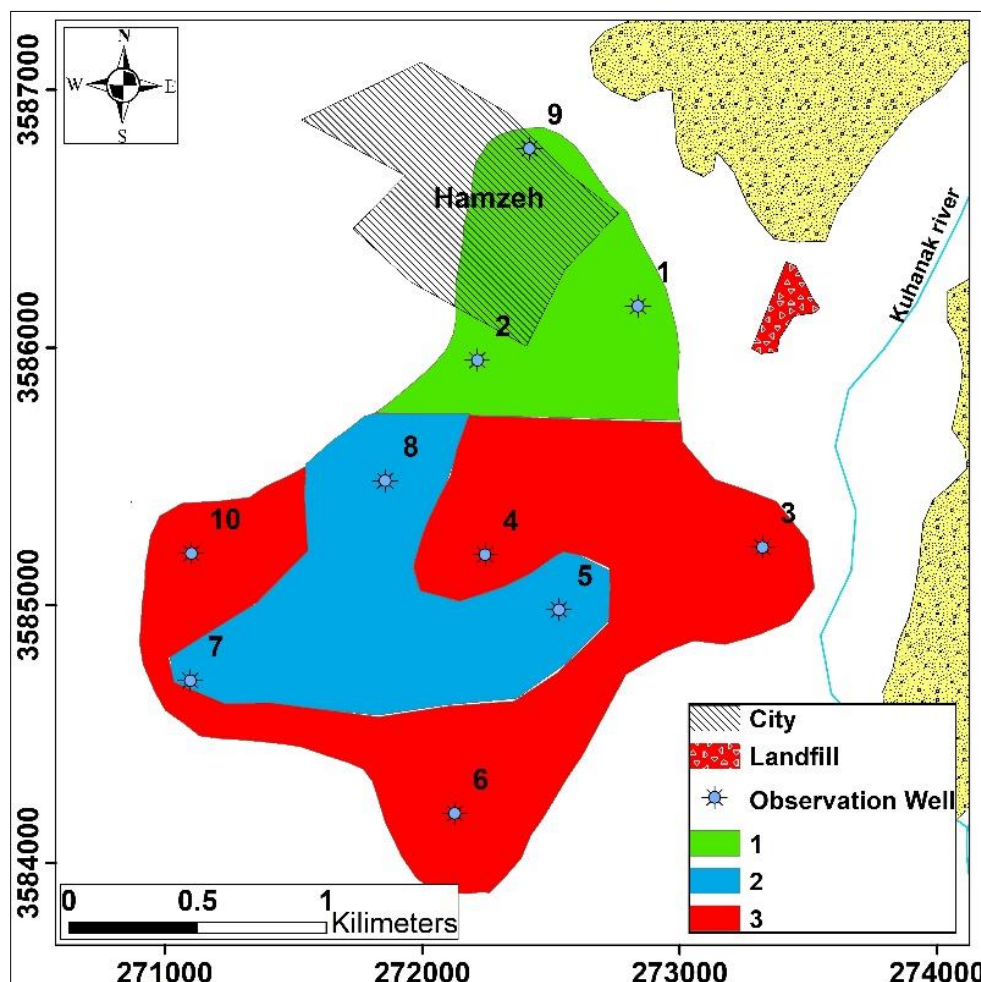 N
W E
S
3587000
3586000
3585000
3584000
9
Hamzeh
1
2
Kuhanak river
8
10
4
3
5
7
6
City
Landfill
Observation Well
1
2
3
0 0.5 1
Kilimeters
271000 272000 273000 274000